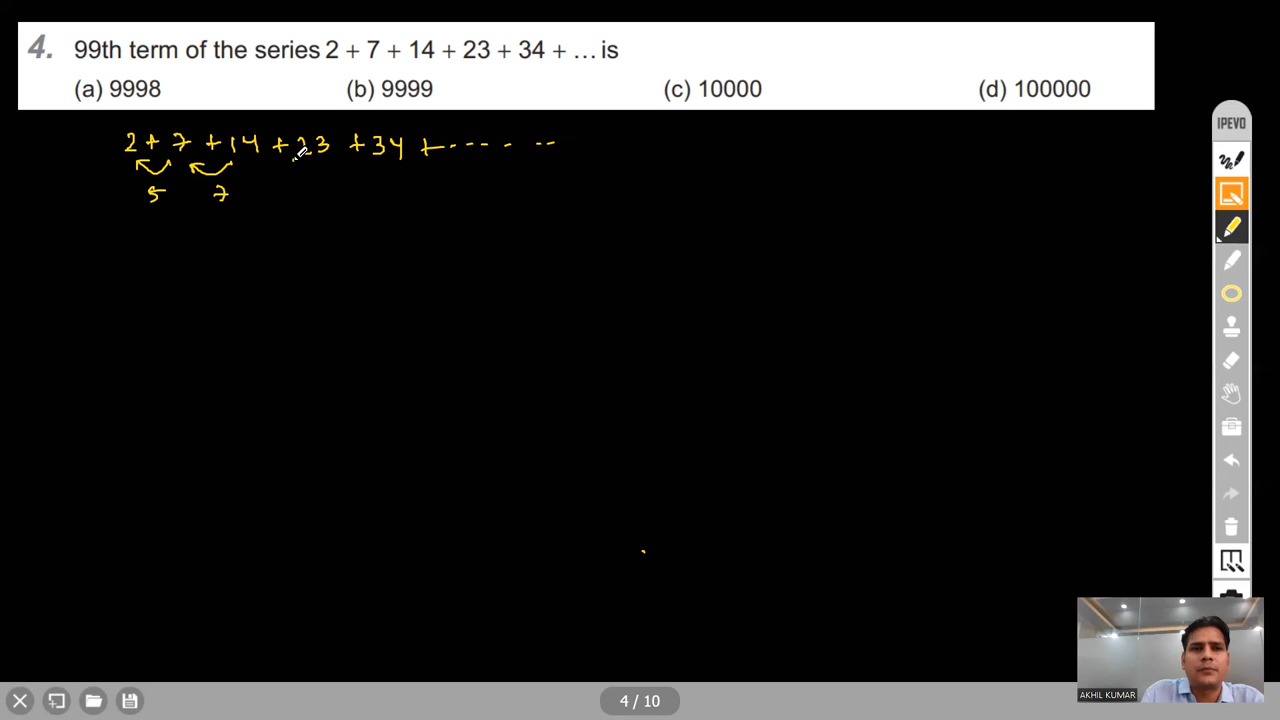 4. 99th term of the series 2 + 7 + 14 + 23 + 34 + ... is
(a) 9998 (b) 9999 (c) 10000 (d) 100000
2 + 7 + 14 + 23 + 34 + ---- - --
5 7
IPEVO
AKHIL KUMAR
4 / 10